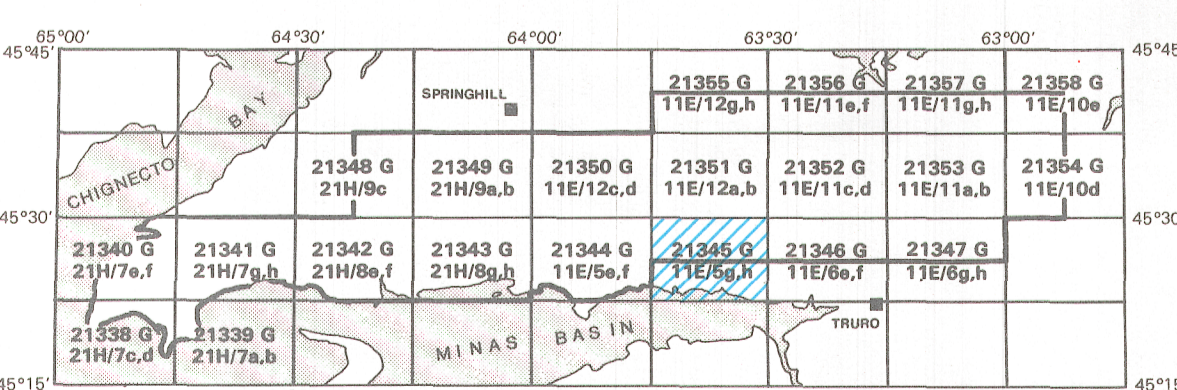 65°00′ 64°30′ 64°00′ 63°30′ 63°00′
45°45′ 45°45′
21355 G 21356 G 21357 G 21358 G
11E/12g,h 11E/11e,f 11E/11g,h 11E/10e
SPRINGHILL
BAY
CHIGNECTO
21348 G 21349 G 21350 G 21351 G 21352 G 21353 G 21354 G
21H/9c 21H/9a,b 11E/12c,d 11E/12a,b 11E/11c,d 11E/11a,b 11E/10d
45°30′ 45°30′
21340 G 21341 G 21342 G 21343 G 21344 G 21345 G 21346 G 21347 G
21H/7e,f 21H/7g,h 21H/8e,f 21H/8g,h 11E/5e,f 11E/5g,h 11E/6e,f 11E/6g,h
21338 G 21339 G
21H/7c,d 21H/7a,b
MINAS BASIN
TRURO
45°15′ 45°15